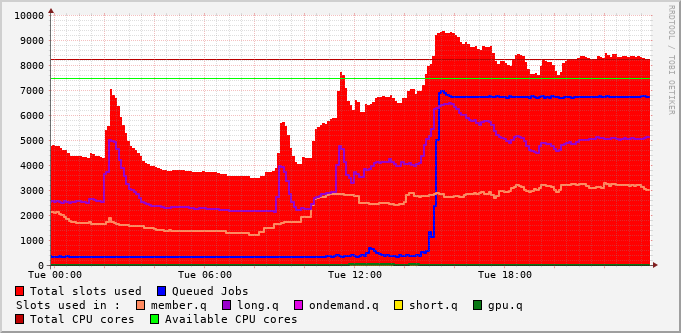 RRDTOOL / TOBI OETIKER
10000
9000
8000
7000
6000
5000
4000
3000
2000
1000
0
Tue 00:00 Tue 06:00 Tue 12:00 Tue 18:00
Total slots used Queued Jobs
Slots used in : member.q long.q ondemand.q short.q gpu.q
Total CPU cores Available CPU cores